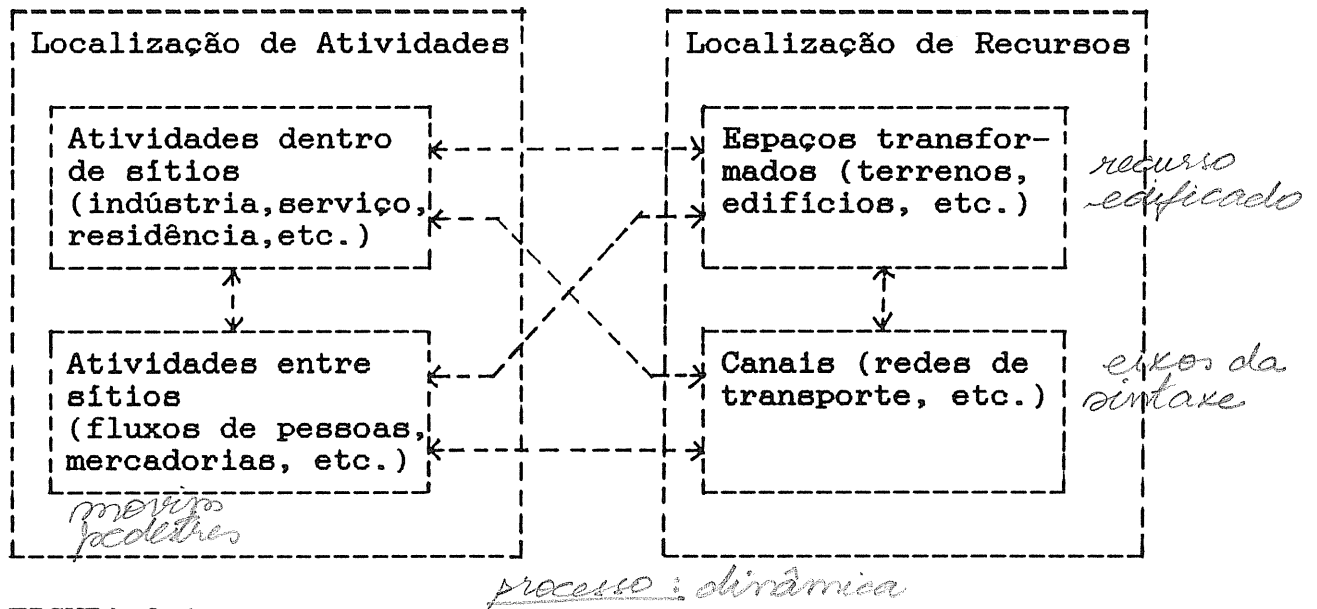 Localização de Atividades
Atividades dentro
de sítios
(indústria,serviço,
residência,etc.)
Atividades entre
sítios
(fluxos de pessoas,
mercadorias, etc.)
pedestres
Localização de Recursos
Espaços transfor-
mados (terrenos,
edifícios, etc.)
recurso
edificado
Canais (redes de
transporte, etc.)
eixos da
sintaxe
processo : dinâmica